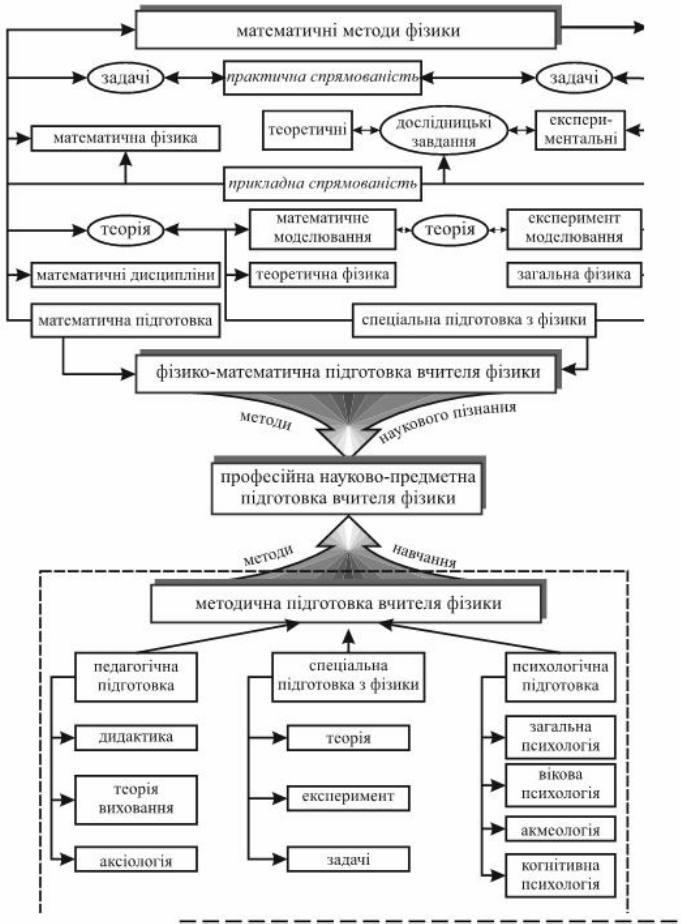 математичні методи фізики
задачі
практична спрямованість
задачі
математична фізика
теоретичні
дослідницькі
завдання
експери-
ментальні
прикладна спрямованість
теорія
математичне
моделювання
теорія
експеримент
моделювання
математичні дисципліни
теоретична фізика
загальна фізика
математична підготовка
спеціальна підготовка з фізики
фізико-математична підготовка вчителя фізики
методи
наукового пізнання
професійна науково-предметна
підготовка вчителя фізики
методи
навчання
методична підготовка вчителя фізики
педагогічна
підготовка
спеціальна
підготовка з фізики
психологічна
підготовка
дидактика
теорія
загальна
психологія
теорія
виховання
експеримент
вікова
психологія
акмеологія
аксіологія
задачі
когнітивна
психологія